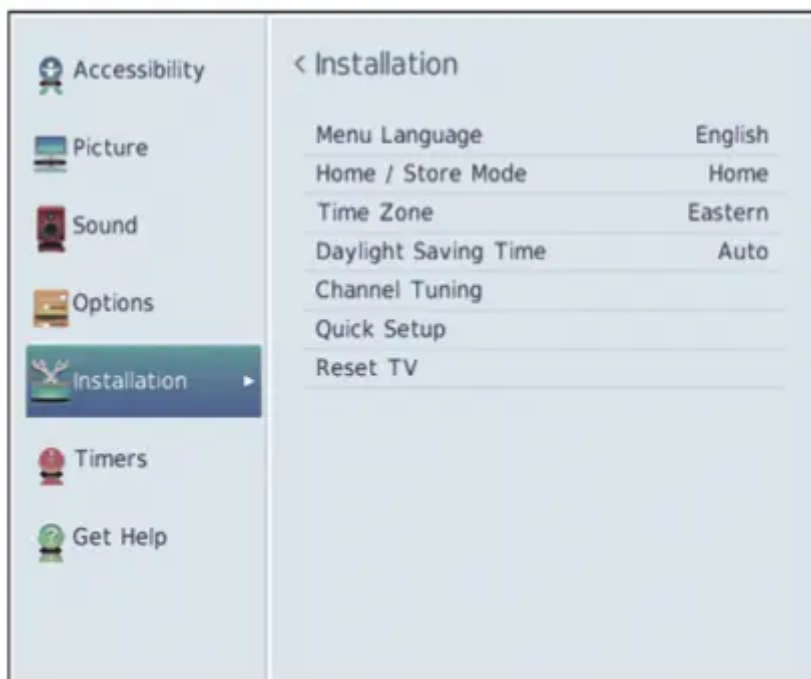 Accessibility
Picture
Sound
Options
Installation
Timers
Get Help
< Installation
Menu Language English
Home / Store Mode Home
Time Zone Eastern
Daylight Saving Time Auto
Channel Tuning
Quick Setup
Reset TV